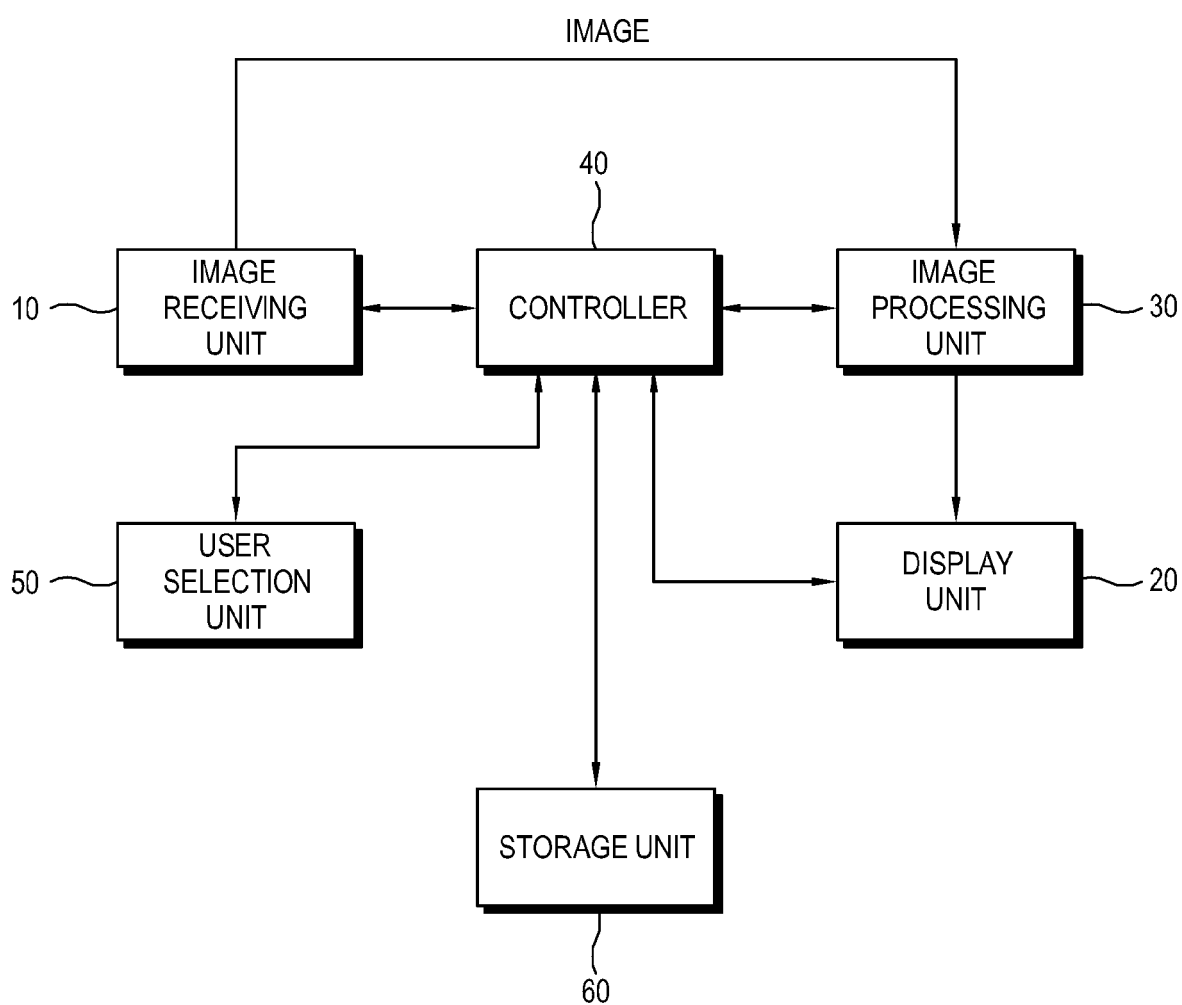 IMAGE
40
IMAGE
RECEIVING
UNIT
10
CONTROLLER
IMAGE
PROCESSING
UNIT
30
USER
SELECTION
UNIT
50
DISPLAY
UNIT
20
STORAGE UNIT
60